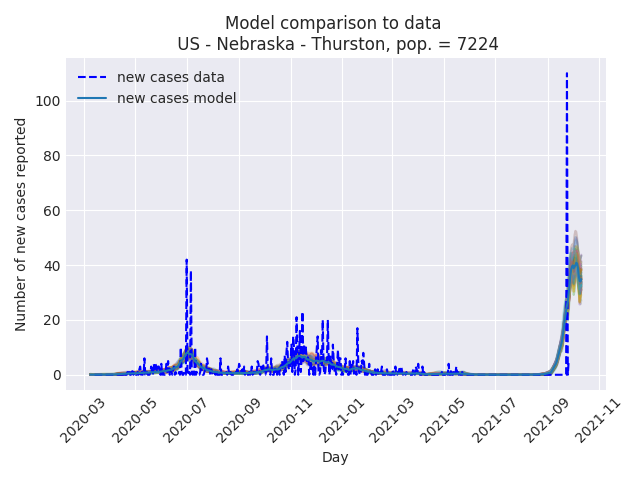 Model comparison to data
US - Nebraska - Thurston, pop. = 7224
new cases data
new cases model
Number of new cases reported
100
80
60
40
20
0
2020-03
2020-05
2020-07
2020-09
2020-11
2021-01
2021-03
2021-05
2021-07
2021-09
2021-11
Day